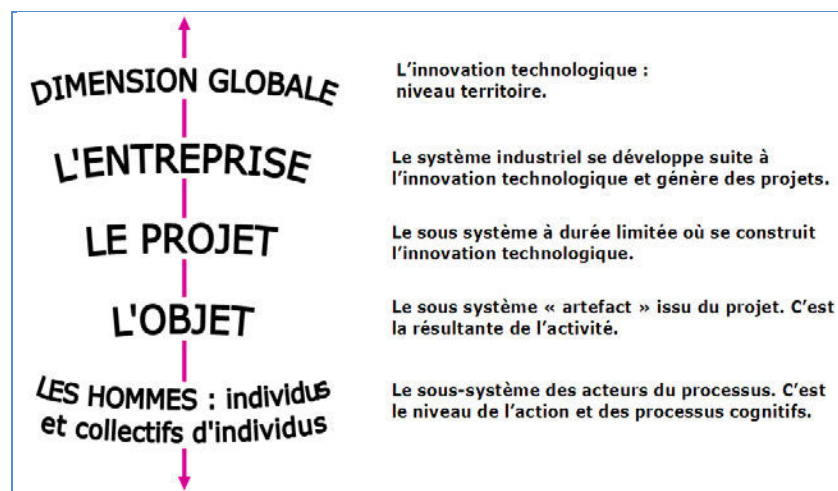 DIMENSION GLOBALE
L'innovation technologique :
niveau territoire.
L'ENTREPRISE
Le système industriel se développe suite à
l'innovation technologique et génère des projets.
LE PROJET
Le sous système à durée limitée où se construit
l'innovation technologique.
L'OBJET
Le sous système « artefact » issu du projet. C'est
la résultante de l'activité.
LES HOMMES : individus
et collectifs d'individus
Le sous-système des acteurs du processus. C'est
le niveau de l'action et des processus cognitifs.